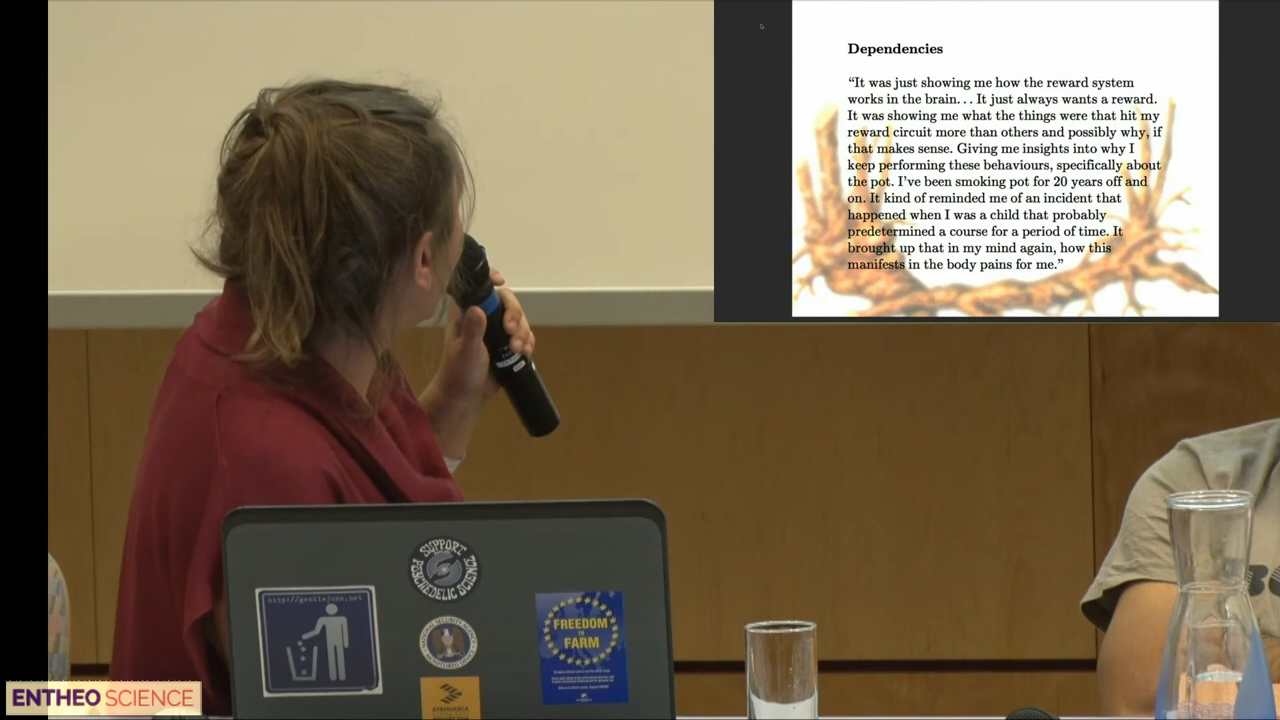 Dependencies
“It was just showing me how the reward system
works in the brain. . . It just always wants a reward.
It was showing me what the things were that hit my
reward circuit more than others and possibly why, if
that makes sense. Giving me insights into why I
keep performing these behaviours, specifically about
the pot. I’ve been smoking pot for 20 years off and
on. It kind of reminded me of an incident that
happened when I was a child that probably
predetermined a course for a period of time. It
brought up that in my mind again, how this
manifests in the body pains for me.”
SUPPORT
PSYCHEDELIC SCIENCE
FREEDOM
TO
FARM
ENTHEO SCIENCE